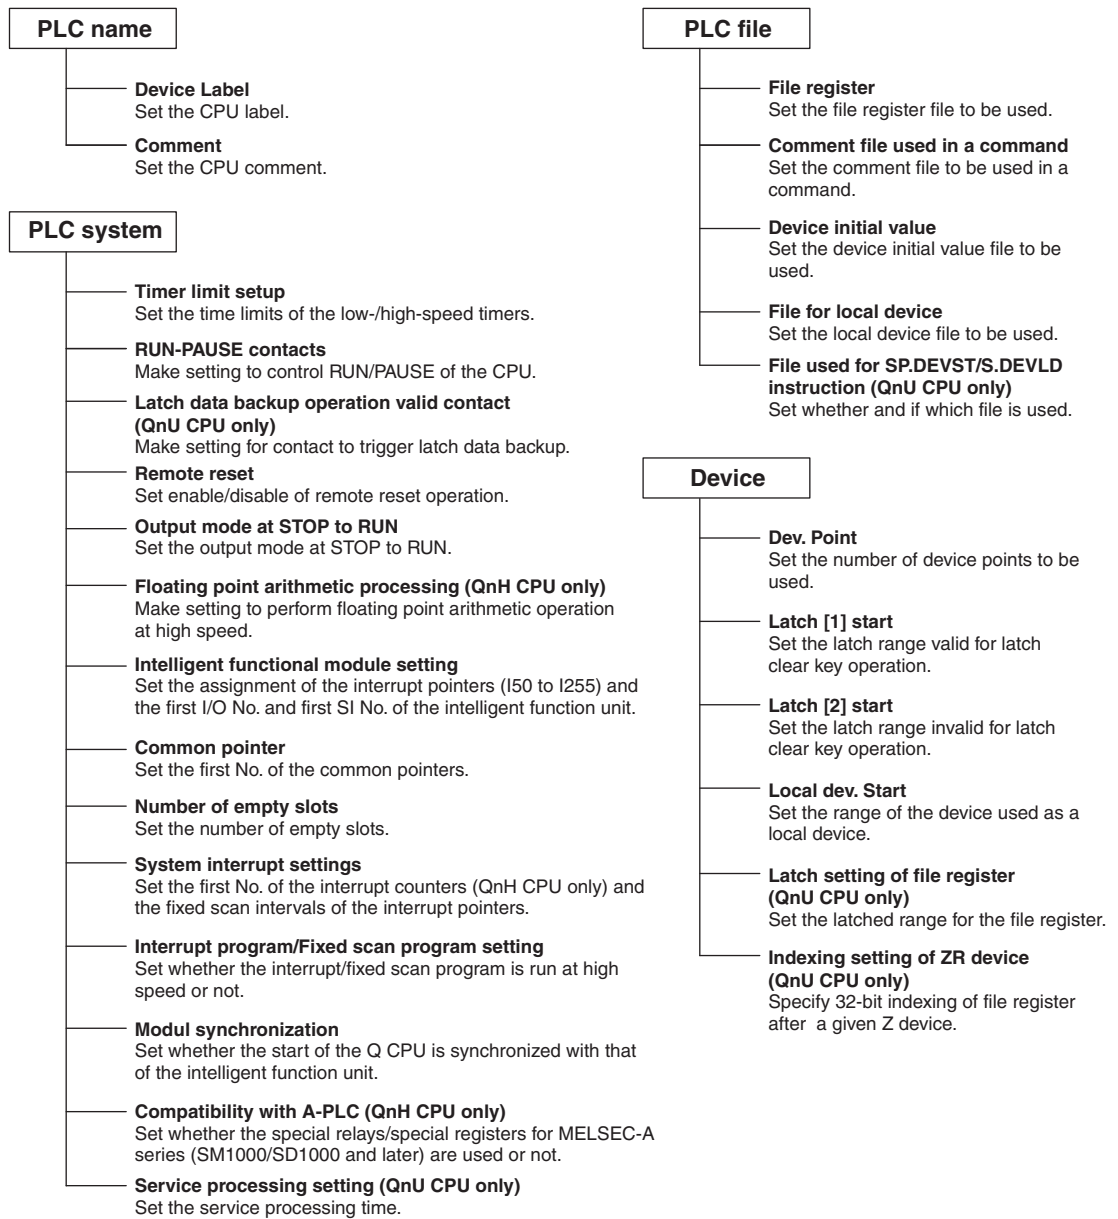 PLC name
Device Label
Set the CPU label.
Comment
Set the CPU comment.
PLC system
Timer limit setup
Set the time limits of the low-/high-speed timers.
RUN-PAUSE contacts
Make setting to control RUN/PAUSE of the CPU.
Latch data backup operation valid contact
(QnU CPU only)
Make setting for contact to trigger latch data backup.
Remote reset
Set enable/disable of remote reset operation.
Output mode at STOP to RUN
Set the output mode at STOP to RUN.
Floating point arithmetic processing (QnH CPU only)
Make setting to perform floating point arithmetic operation
at high speed.
Intelligent functional module setting
Set the assignment of the interrupt pointers (I50 to I255) and
the first I/O No. and first SI No. of the intelligent function unit.
Common pointer
Set the first No. of the common pointers.
Number of empty slots
Set the number of empty slots.
System interrupt settings
Set the first No. of the interrupt counters (QnH CPU only) and
the fixed scan intervals of the interrupt pointers.
Interrupt program/Fixed scan program setting
Set whether the interrupt/fixed scan program is run at high
speed or not.
Modul synchronization
Set whether the start of the Q CPU is synchronized with that
of the intelligent function unit.
Compatibility with A-PLC (QnH CPU only)
Set whether the special relays/special registers for MELSEC-A
series (SM1000/SD1000 and later) are used or not.
Service processing setting (QnU CPU only)
Set the service processing time.
PLC file
File register
Set the file register file to be used.
Comment file used in a command
Set the comment file to be used in a
command.
Device initial value
Set the device initial value file to be
used.
File for local device
Set the local device file to be used.
File used for SP.DEVST/S.DEVLD
instruction (QnU CPU only)
Set whether and if which file is used.
Device
Dev. Point
Set the number of device points to be
used.
Latch [1] start
Set the latch range valid for latch
clear key operation.
Latch [2] start
Set the latch range invalid for latch
clear key operation.
Local dev. Start
Set the range of the device used as a
local device.
Latch setting of file register
(QnU CPU only)
Set the latched range for the file register.
Indexing setting of ZR device
(QnU CPU only)
Specify 32-bit indexing of file register
after a given Z device.